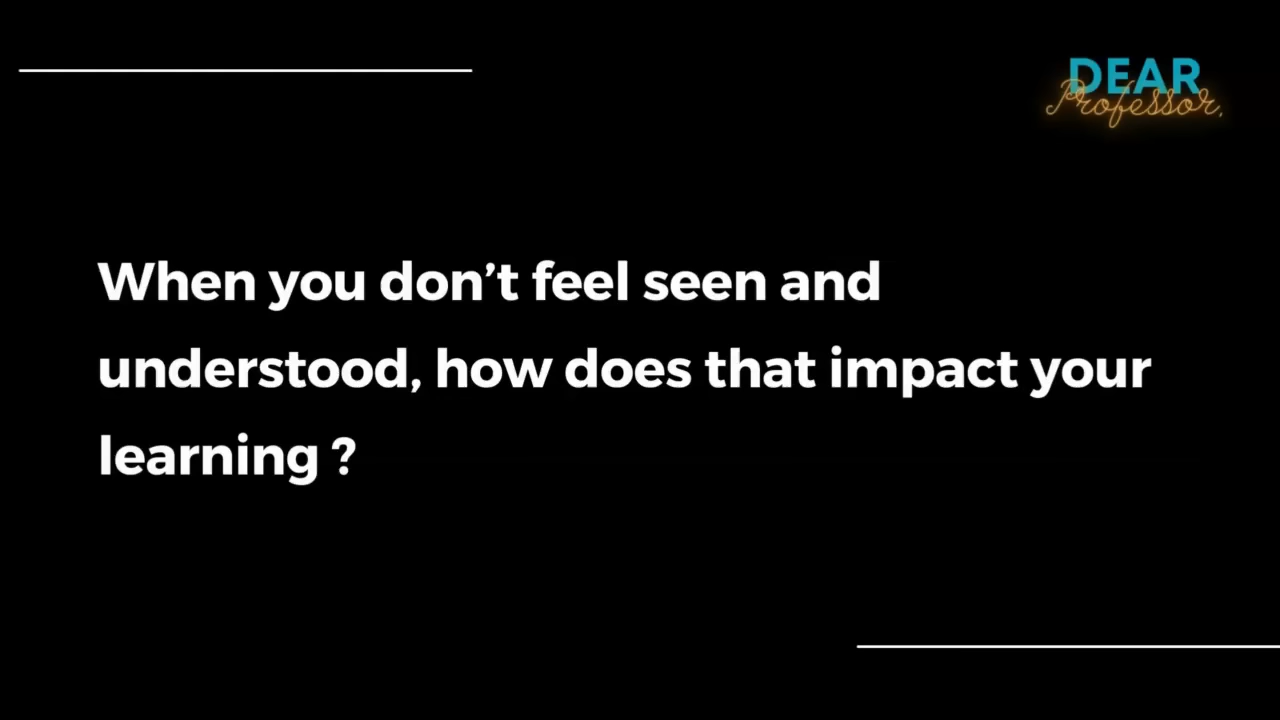 DEAR
Professor,
When you don’t feel seen and
understood, how does that impact your
learning ?